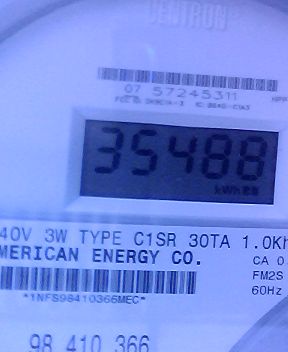 CENTRON
07 57245311
35488
kWh
40V 3W TYPE C1SR 30TA 1.0Kh
MERICAN ENERGY CO.
CA 0
FM2S
60Hz
*1NFS98410366MEC*
98 410 366